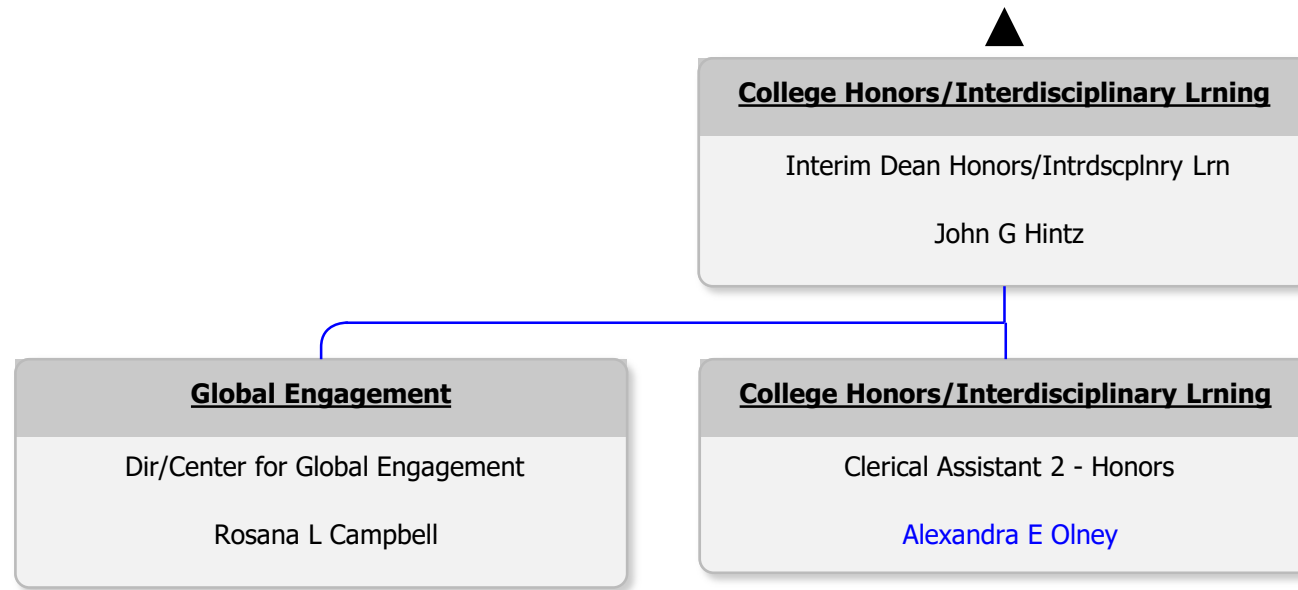 College Honors/Interdisciplinary Lrning
Interim Dean Honors/Intrdscplnry Lrn
John G Hintz
Global Engagement
Dir/Center for Global Engagement
Rosana L Campbell
College Honors/Interdisciplinary Lrning
Clerical Assistant 2 - Honors
Alexandra E Olney